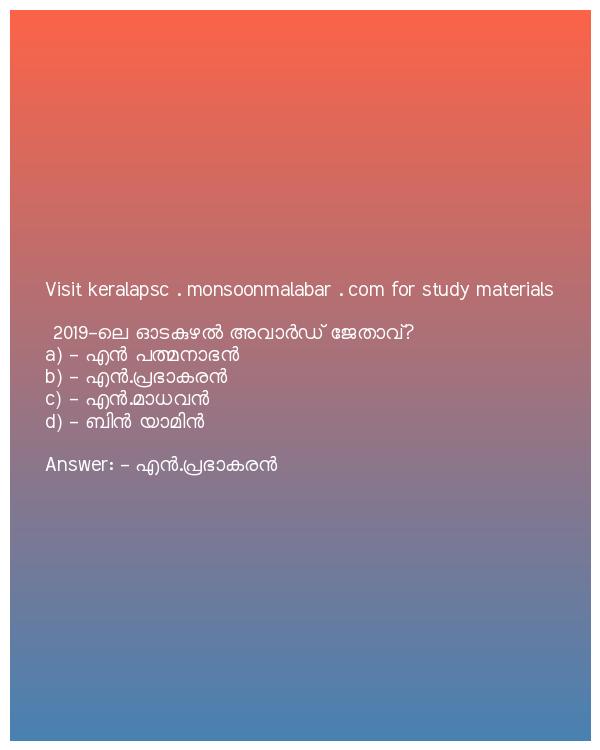 Visit keralapsc . monsoonmalabar . com for study materials
2019-ലെ ഓടകുഴൽ അവാർഡ് ജേതാവ്?
a) - എൻ പത്മനാഭൻ
b) - എൻ.പ്രഭാകരൻ
c) - എൻ.മാധവൻ
d) - ബിൻ യാമിൻ
Answer: - എൻ.പ്രഭാകരൻ